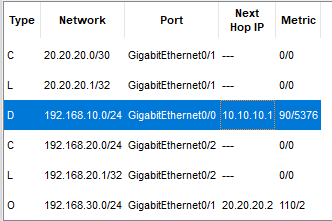 Type Network Port Next Hop IP Metric
C 20.20.20.0/30 GigabitEthernet0/1 --- 0/0
L 20.20.20.1/32 GigabitEthernet0/1 --- 0/0
D 192.168.10.0/24 GigabitEthernet0/0 10.10.10.1 90/5376
C 192.168.20.0/24 GigabitEthernet0/2 --- 0/0
L 192.168.20.1/32 GigabitEthernet0/2 --- 0/0
O 192.168.30.0/24 GigabitEthernet0/1 20.20.20.2 110/2